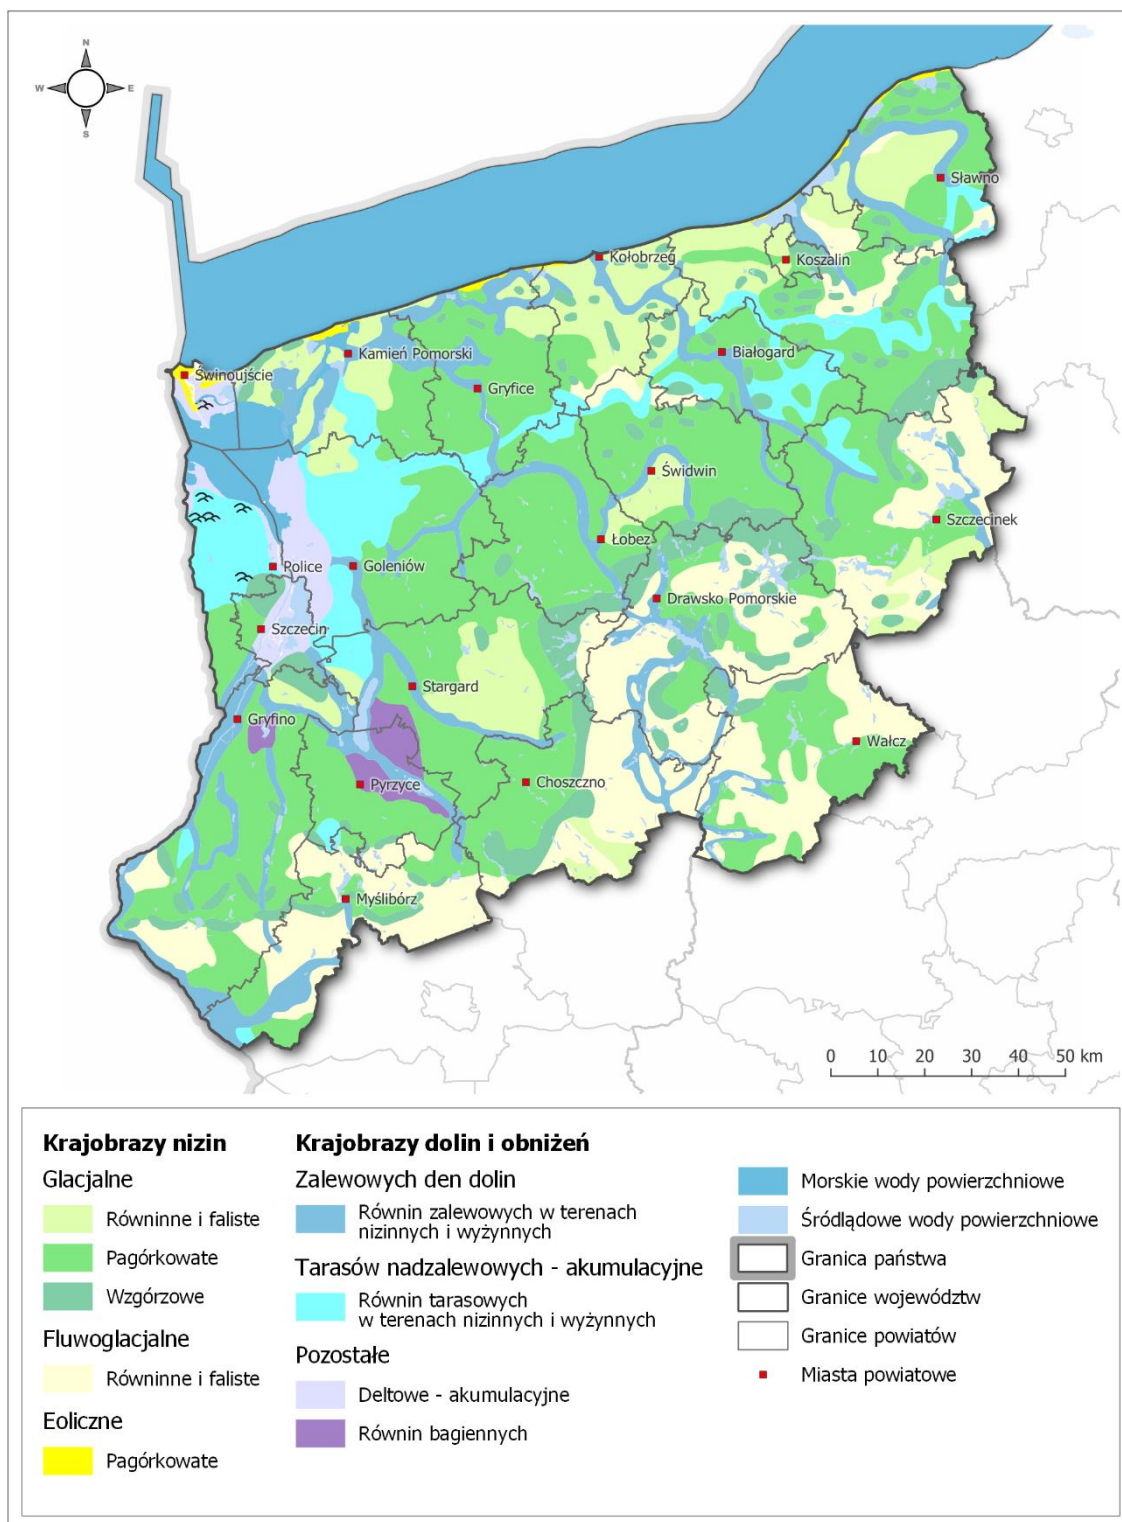 N
W
E
S
Sławno
Kołobrzeg
Koszalin
Kamień Pomorski
Białogard
Świnoujście
Gryfice
Świdwin
Szczecinek
Łobez
Police
Goleniów
Drawsko Pomorskie
Szczecin
Stargard
Gryfino
Wałcz
Pyrzyce
Choszczno
Myślibórz
0 10 20 30 40 50 km
Krajobrazy nizin
Glacjalne
Równinne i faliste
Pagórkowate
Wzgórzowe
Fluwoglacjalne
Równinne i faliste
Eoliczne
Pagórkowate
Krajobrazy dolin i obniżeń
Zalewowych den dolin
Równin zalewowych w terenach
nizinnych i wyżynnych
Tarasów nadzalewowych - akumulacyjne
Równin tarasowych
w terenach nizinnych i wyżynnych
Pozostałe
Deltowe - akumulacyjne
Równin bagiennych
Morskie wody powierzchniowe
Śródlądowe wody powierzchniowe
Granica państwa
Granice województw
Granice powiatów
Miasta powiatowe